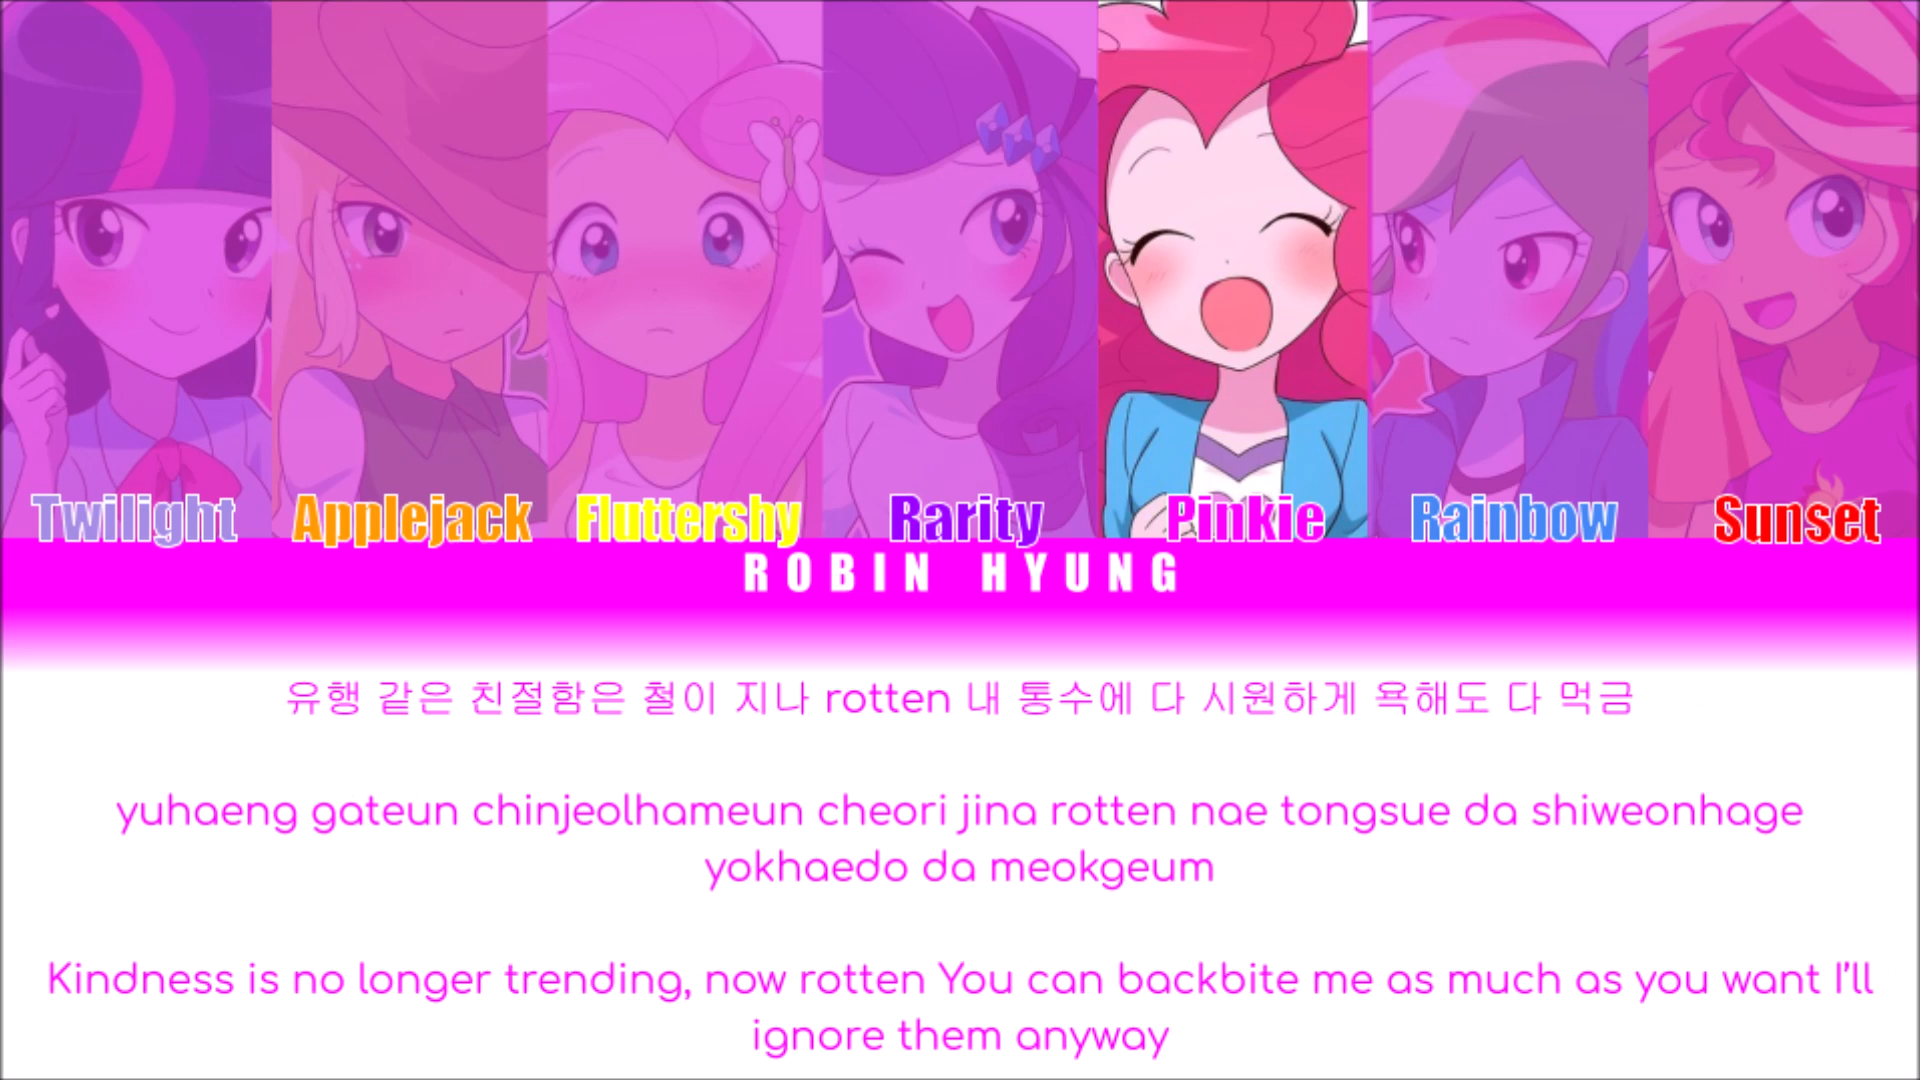 Twilight Applejack Fluttershy Rarity Pinkie Rainbow Sunset
ROBIN HYUNG
유행 같은 친절함은 철이 지나 rotten 내 통수에 다 시원하게 욕해도 다 먹금
yuhaeng gateun chinjeolhameun cheori jina rotten nae tongsue da shiweonhage
yokhaedo da meokgeum
Kindness is no longer trending, now rotten You can backbite me as much as you want I'll
ignore them anyway